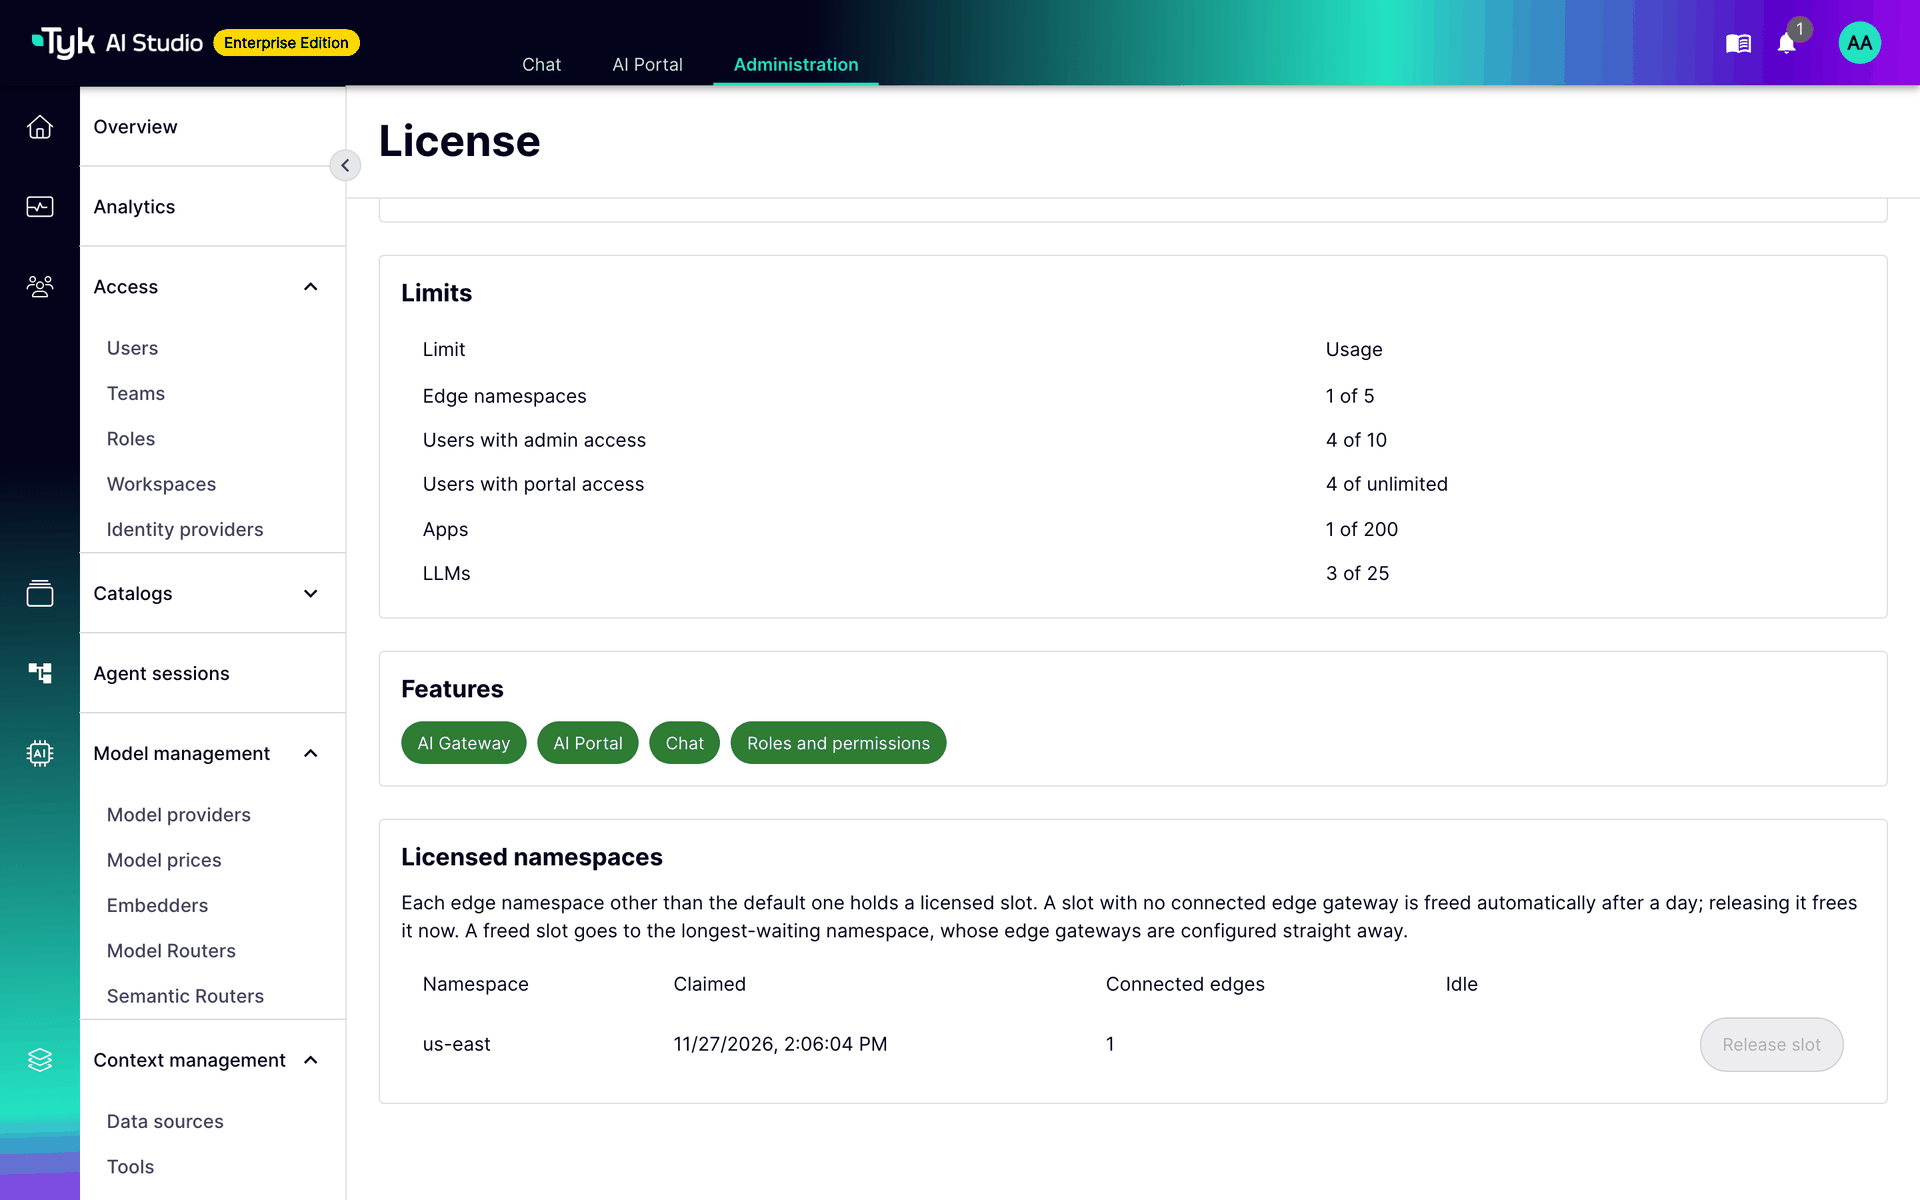 Tyk AI Studio
Enterprise Edition
Chat
AI Portal
Administration
1
AA
Overview
Analytics
Access
Users
Teams
Roles
Workspaces
Identity providers
Catalogs
Agent sessions
Model management
Model providers
Model prices
Embedders
Model Routers
Semantic Routers
Context management
Data sources
Tools
AI
License
Limits
Limit Usage
Edge namespaces 1 of 5
Users with admin access 4 of 10
Users with portal access 4 of unlimited
Apps 1 of 200
LLMs 3 of 25
Features
AI Gateway
AI Portal
Chat
Roles and permissions
Licensed namespaces
Each edge namespace other than the default one holds a licensed slot. A slot with no connected edge gateway is freed automatically after a day; releasing it frees
it now. A freed slot goes to the longest-waiting namespace, whose edge gateways are configured straight away.
Namespace Claimed Connected edges Idle
us-east 11/27/2026, 2:06:04 PM 1 Release slot